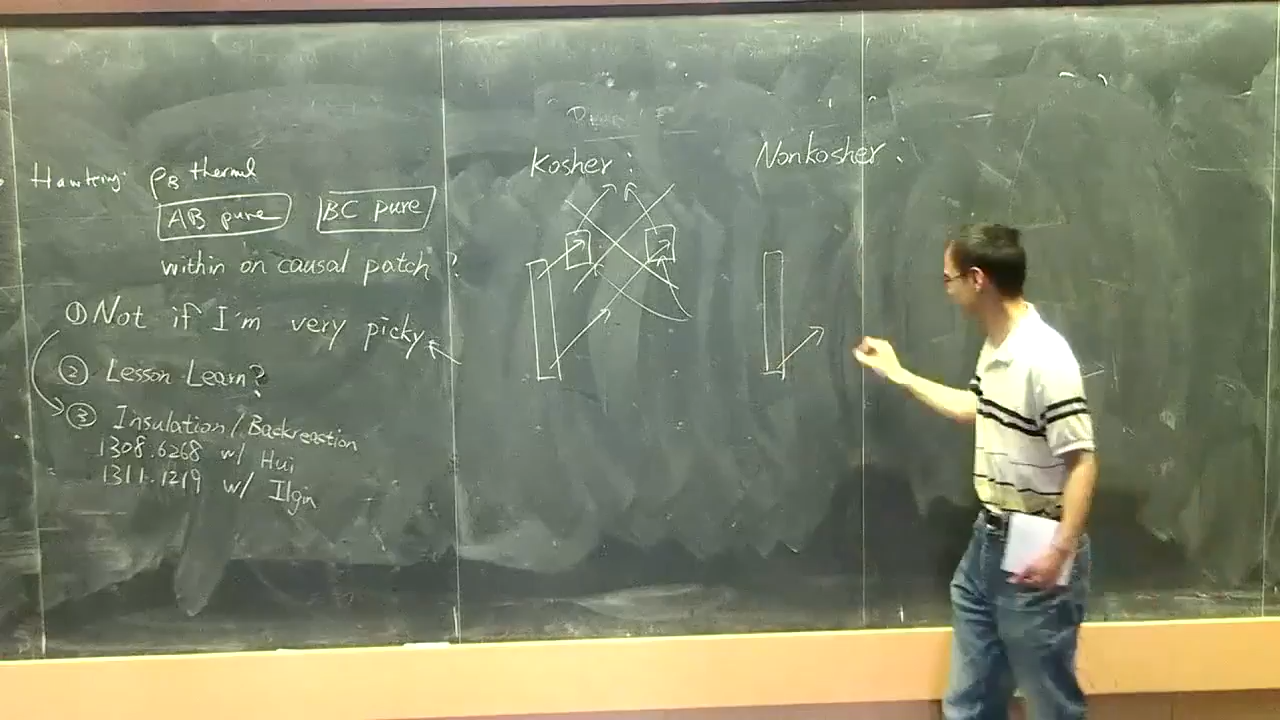 Hawking: ρB thermal
AB pure BC pure
within on causal patch ?
① Not if I'm very picky
② Lesson Learn?
③ Insulation/Backreaction
1308.6268 w/ Hui
1311.1219 w/ Ilgin
Kosher :
Nonkosher :